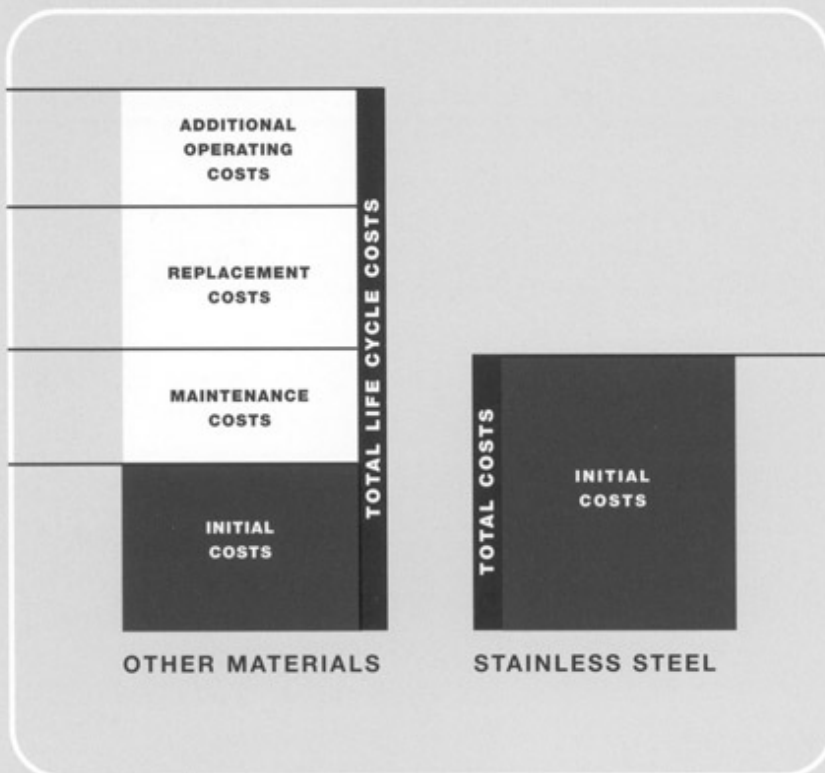 ADDITIONAL
OPERATING
COSTS
REPLACEMENT
COSTS
MAINTENANCE
COSTS
INITIAL
COSTS
TOTAL LIFE CYCLE COSTS
OTHER MATERIALS
TOTAL COSTS
INITIAL
COSTS
STAINLESS STEEL